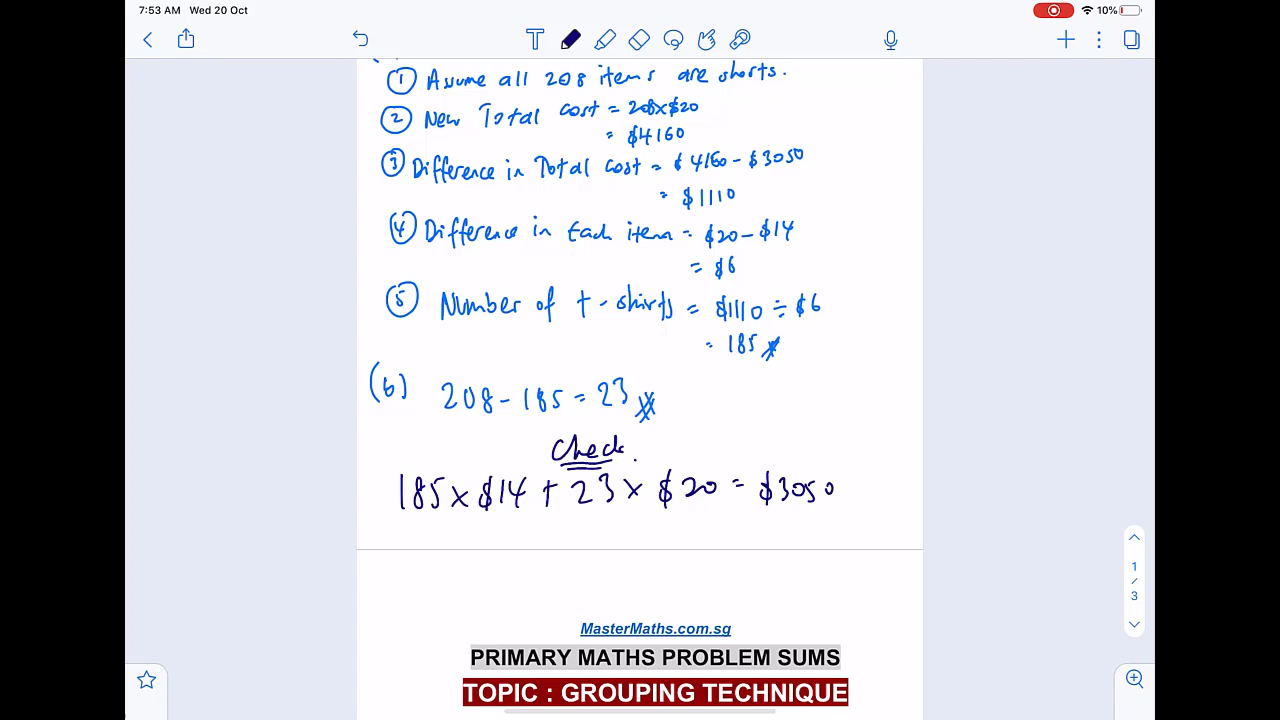 7:53 AM Wed 20 Oct
10%
① Assume all 208 items are shorts.
② New Total cost = 208x$20
= $4160
③ Difference in Total cost = $4160 - $3050
= $1110
④ Difference in Each item = $20 - $14
= $6
⑤ Number of t-shirts = $1110 ÷ $6
= 185
(b) 208 - 185 = 23
Check.
185 x $14 + 23 x $20 = $3050
1
/
3
MasterMaths.com.sg
PRIMARY MATHS PROBLEM SUMS
TOPIC : GROUPING TECHNIQUE